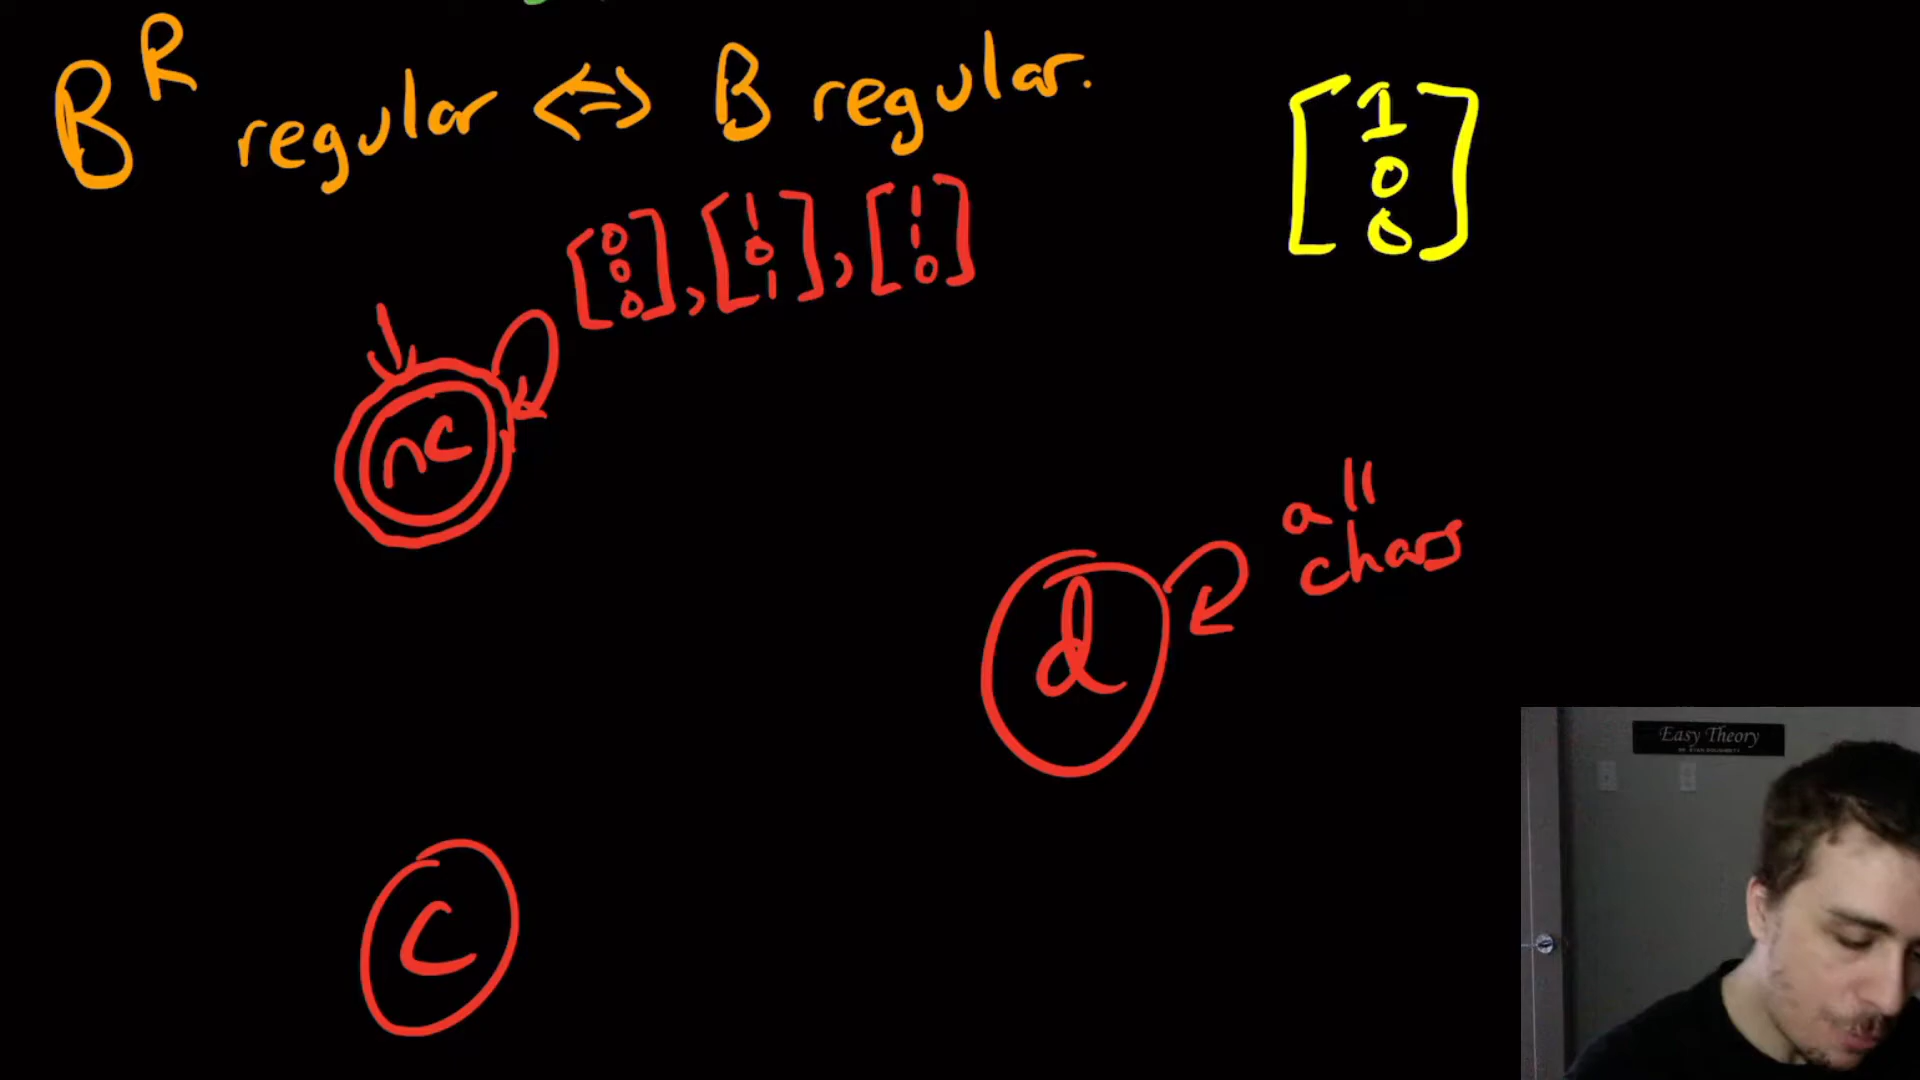 B^R regular <=> B regular.
[1
0
0]
[0
0
0], [1
0
1], [1
1
0]
nc
all
chars
d
C
Easy Theory